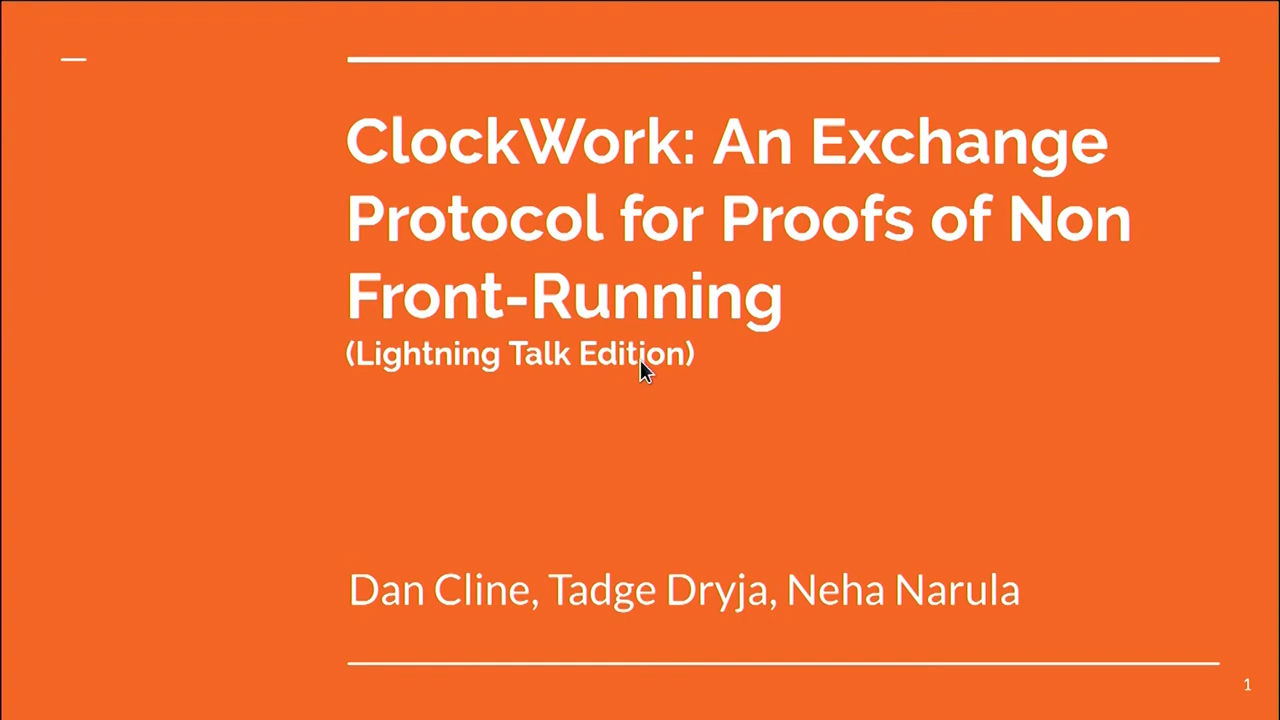 ClockWork: An Exchange
Protocol for Proofs of Non
Front-Running
(Lightning Talk Edition)
Dan Cline, Tadge Dryja, Neha Narula
1